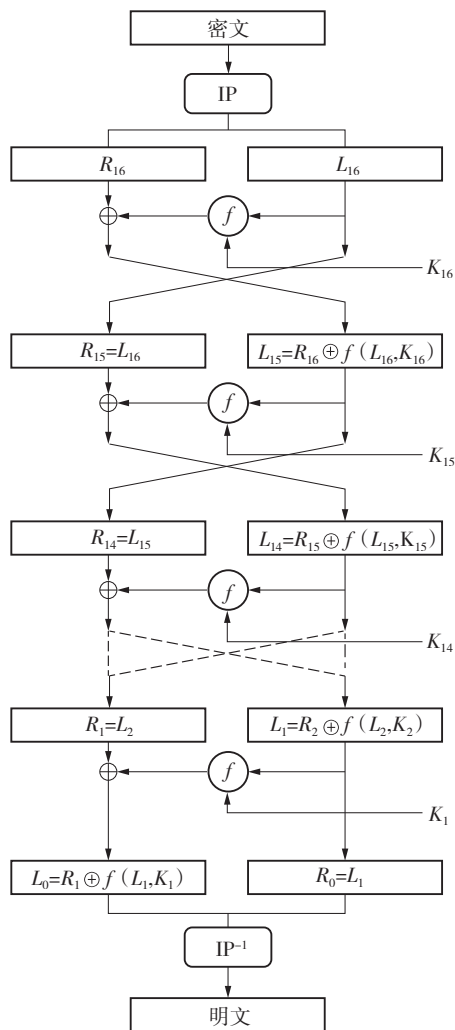 密文
IP
R₁₆ L₁₆
f
K₁₆
R₁₅=L₁₆ L₁₅=R₁₆⊕f(L₁₆,K₁₆)
f
K₁₅
R₁₄=L₁₅ L₁₄=R₁₅⊕f(L₁₅,K₁₅)
f
K₁₄
R₁=L₂ L₁=R₂⊕f(L₂,K₂)
f
K₁
L₀=R₁⊕f(L₁,K₁) R₀=L₁
IP⁻¹
明文